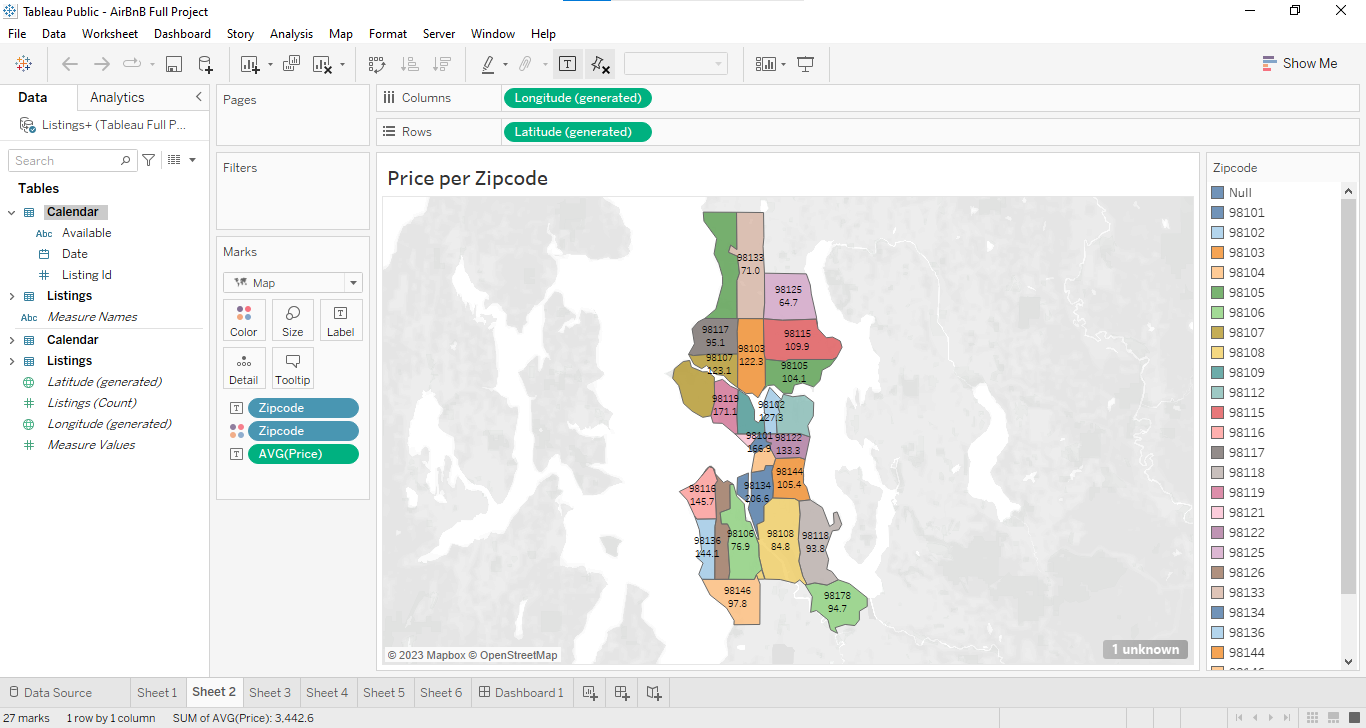 Tableau Public - AirBnB Full Project
File Data Worksheet Dashboard Story Analysis Map Format Server Window Help
Show Me
Data Analytics
Listings+ (Tableau Full P...
Search
Tables
Calendar
Abc Available
Date
Listing Id
Listings
Abc Measure Names
Calendar
Listings
Latitude (generated)
Listings (Count)
Longitude (generated)
Measure Values
Pages
Filters
Marks
Map
Color Size Label
Detail Tooltip
Zipcode
Zipcode
AVG(Price)
Columns Longitude (generated)
Rows Latitude (generated)
Price per Zipcode
98133
71.0
98125
64.7
98117
95.1
98103
122.3
98115
109.9
98107
123.1
98105
104.1
98119
171.1
98102
127.3
98101
166.9
98122
133.3
98144
105.4
98134
206.6
98116
145.7
98136
144.1
98106
76.9
98108
84.8
98118
93.8
98146
97.8
98178
94.7
© 2023 Mapbox © OpenStreetMap
1 unknown
Zipcode
Null
98101
98102
98103
98104
98105
98106
98107
98108
98109
98112
98115
98116
98117
98118
98119
98121
98122
98125
98126
98133
98134
98136
98144
Data Source Sheet 1 Sheet 2 Sheet 3 Sheet 4 Sheet 5 Sheet 6 Dashboard 1
27 marks 1 row by 1 column SUM of AVG(Price): 3,442.6